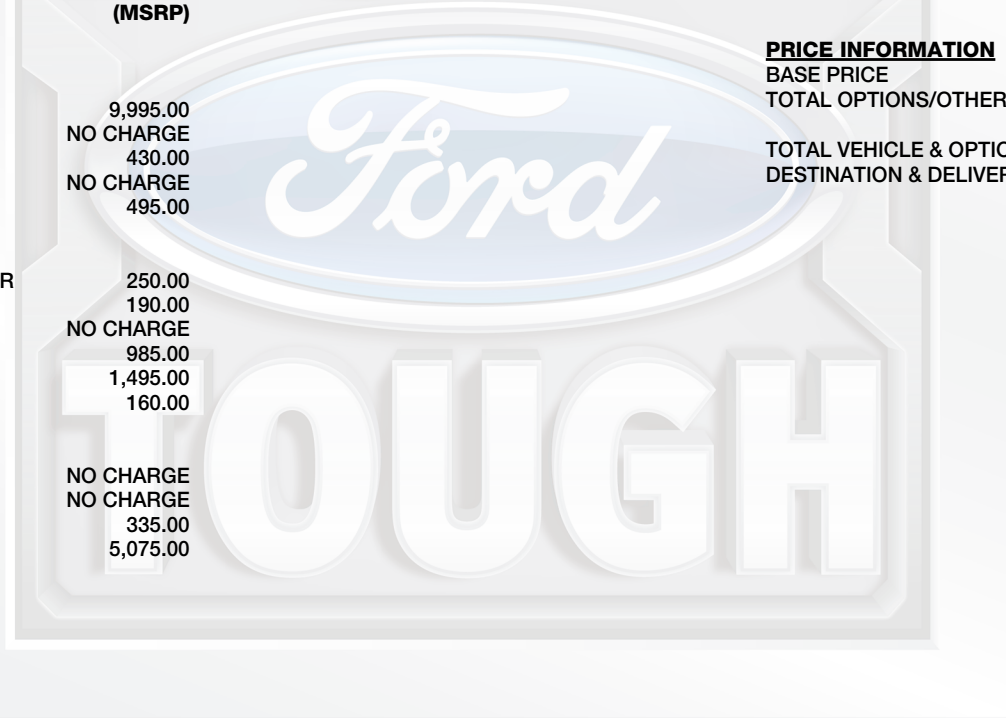 (MSRP)
9,995.00
NO CHARGE
430.00
NO CHARGE
495.00
R 250.00
190.00
NO CHARGE
985.00
1,495.00
160.00
NO CHARGE
NO CHARGE
335.00
5,075.00
PRICE INFORMATION
BASE PRICE
TOTAL OPTIONS/OTHER
TOTAL VEHICLE & OPTIO
DESTINATION & DELIVER
Ford
TOUGH